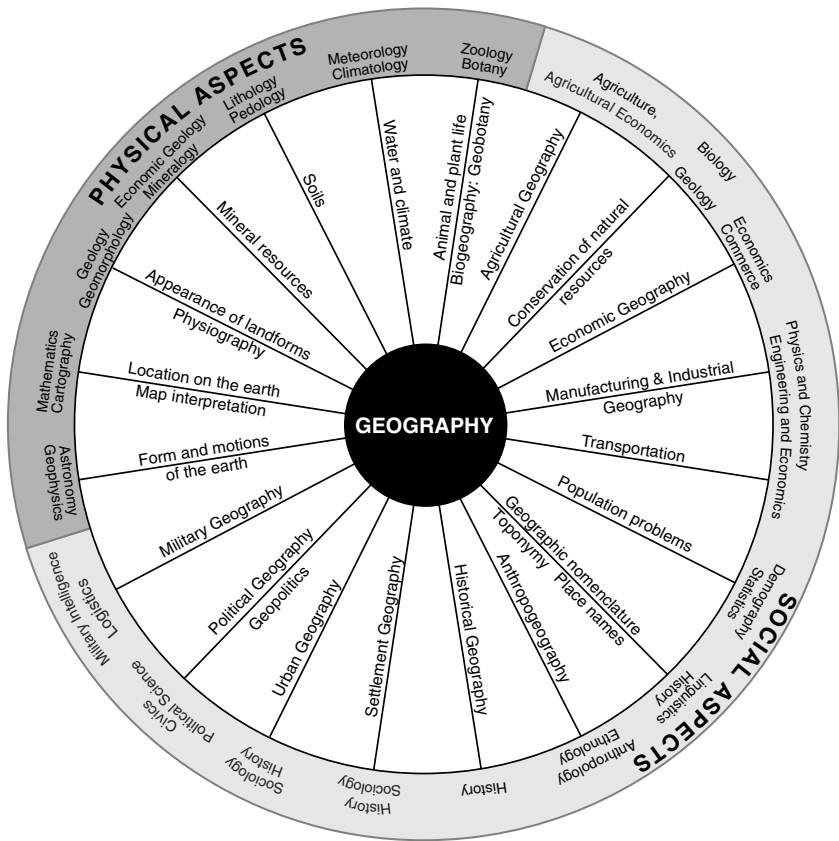 PHYSICAL ASPECTS
Meteorology
Climatology
Zoology
Botany
Agriculture,
Agricultural Economics
Biology
Geology
Economics
Commerce
Physics and Chemistry
Engineering and Economics
Demography
Statistics
SOCIAL ASPECTS
Linguistics
History
Anthropology
Ethnology
History
History
Sociology
Sociology
History
Civics
Political Science
Military Intelligence
Logistics
Astronomy
Geophysics
Mathematics
Cartography
Geology
Geomorphology
Economic Geology
Mineralogy
Lithology
Pedology
GEOGRAPHY
Water and climate
Animal and plant life
Biogeography: Geobotany
Agricultural Geography
Conservation of natural
resources
Economic Geography
Manufacturing & Industrial
Geography
Transportation
Population problems
Geographic nomenclature
Toponymy Place names
Anthropogeography
Historical Geography
Settlement Geography
Urban Geography
Political Geography
Geopolitics
Military Geography
Form and motions
of the earth
Location on the earth
Map interpretation
Appearance of landforms
Physiography
Mineral resources
Soils